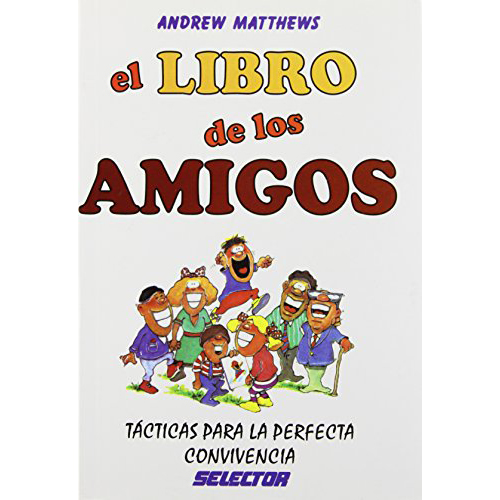 ANDREW MATTHEWS
el LIBRO
de los
AMIGOS
TÁCTICAS PARA LA PERFECTA
CONVIVENCIA
SELECTOR